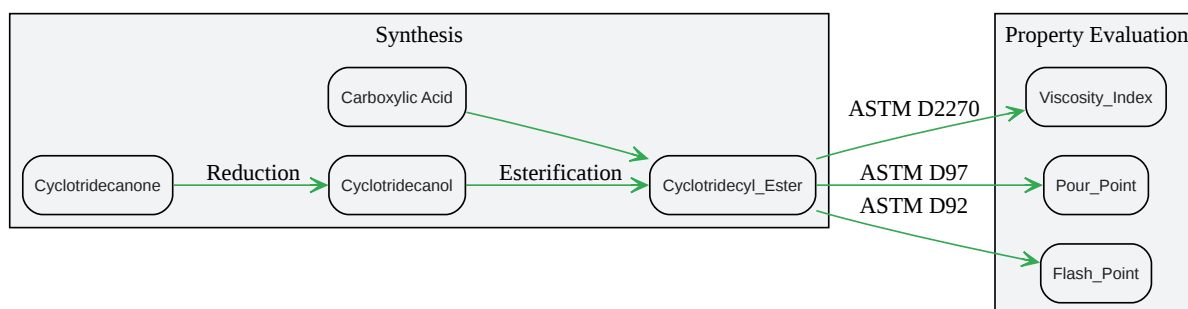 Synthesis
Property Evaluation
Carboxylic Acid
Viscosity_Index
ASTM D2270
Cyclotridecanone
Reduction
Cyclotridecanol
Esterification
Cyclotridecyl_Ester
ASTM D97
Pour_Point
ASTM D92
Flash_Point